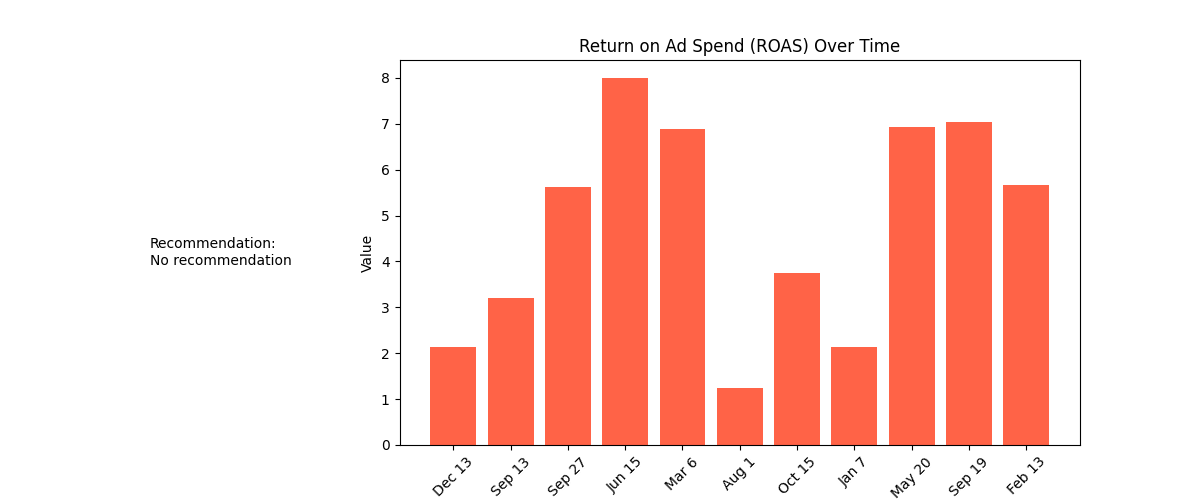 Return on Ad Spend (ROAS) Over Time
Recommendation:
No recommendation
Value
8
7
6
5
4
3
2
1
0
Dec 13
Sep 13
Sep 27
Jun 15
Mar 6
Aug 1
Oct 15
Jan 7
May 20
Sep 19
Feb 13